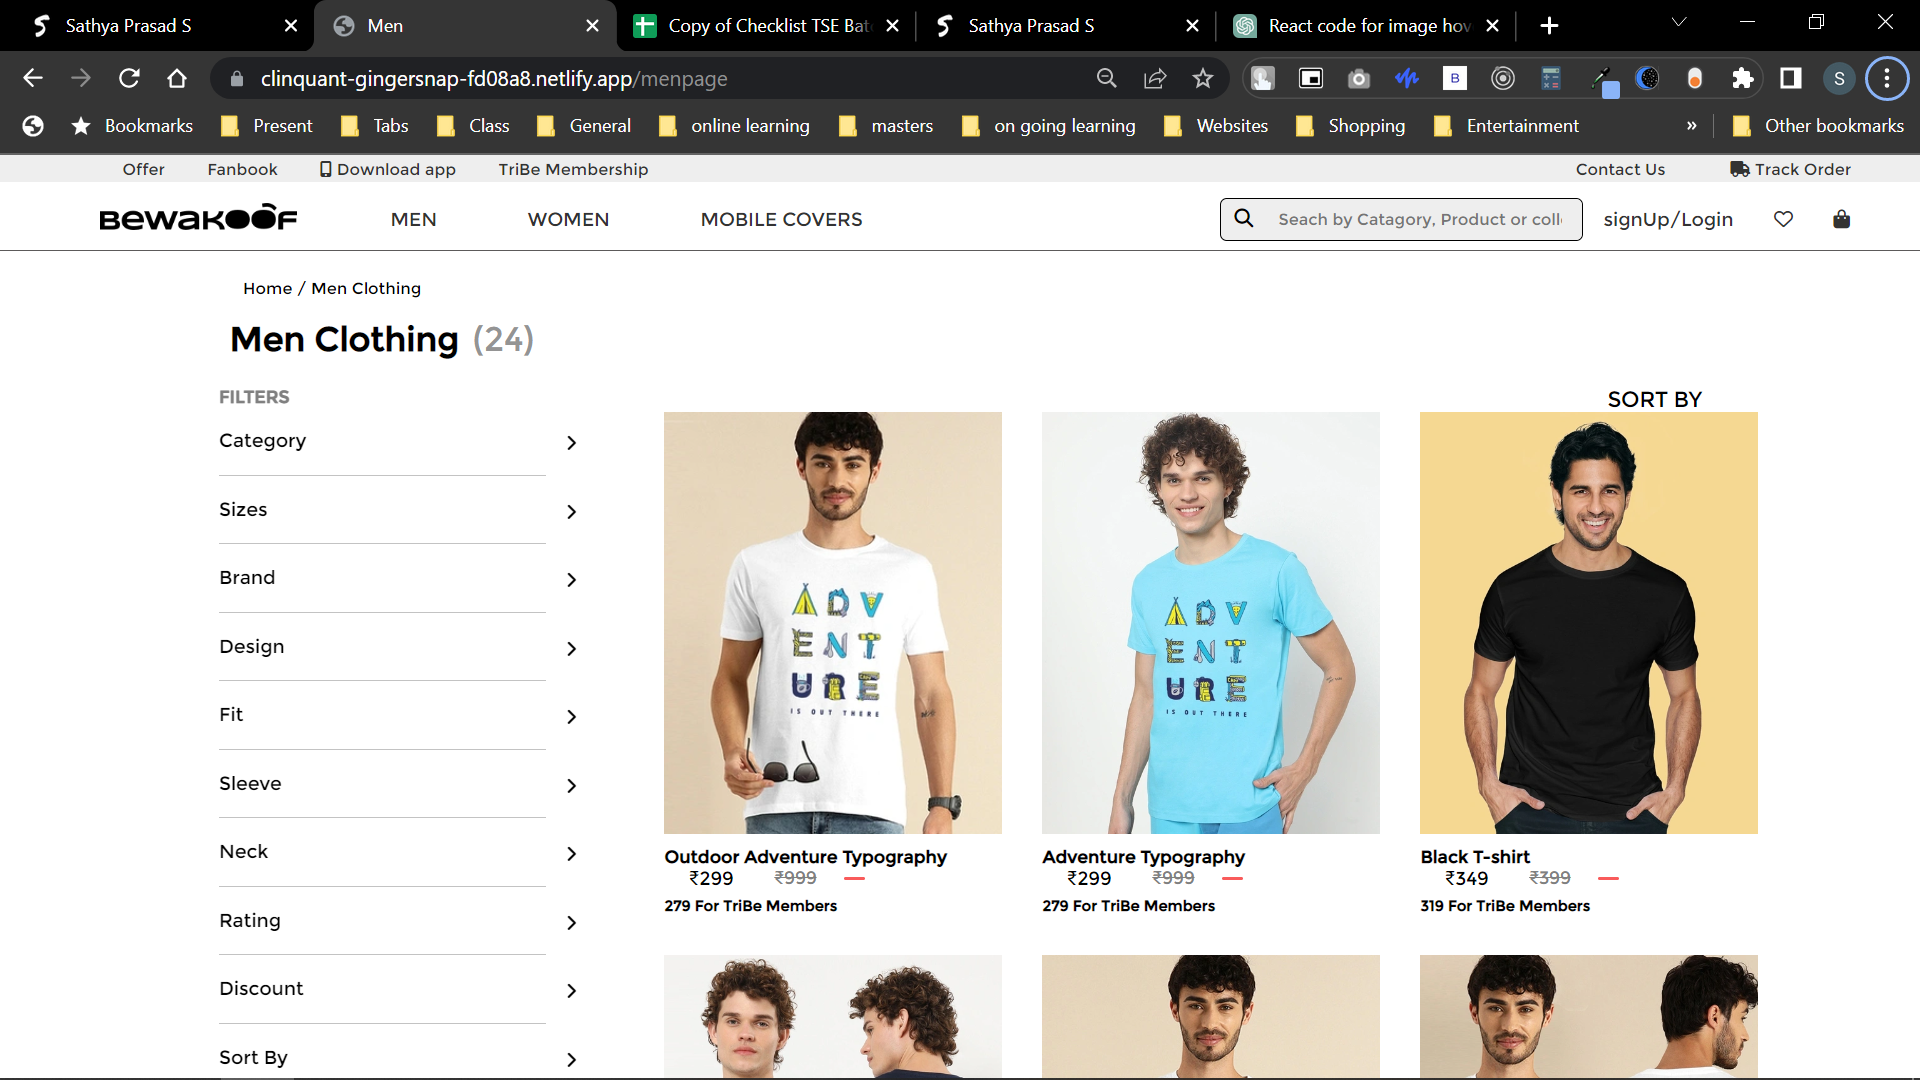 Sathya Prasad S
Men
Copy of Checklist TSE Bat
Sathya Prasad S
React code for image hov
clinquant-gingersnap-fd08a8.netlify.app/menpage
S
Bookmarks
Present
Tabs
Class
General
online learning
masters
on going learning
Websites
Shopping
Entertainment
»
Other bookmarks
Offer
Fanbook
Download app
TriBe Membership
Contact Us
Track Order
BEWAKOOF
MEN
WOMEN
MOBILE COVERS
Seach by Catagory, Product or coll
signUp/Login
Home / Men Clothing
Men Clothing (24)
FILTERS
SORT BY
Category
Sizes
Brand
Design
Fit
Sleeve
Neck
Rating
Discount
Sort By
ADV
ENT
URE
IS OUT THERE
ADV
ENT
URE
IS OUT THERE
Outdoor Adventure Typography
₹299 ₹999
279 For TriBe Members
Adventure Typography
₹299 ₹999
279 For TriBe Members
Black T-shirt
₹349 ₹399
319 For TriBe Members